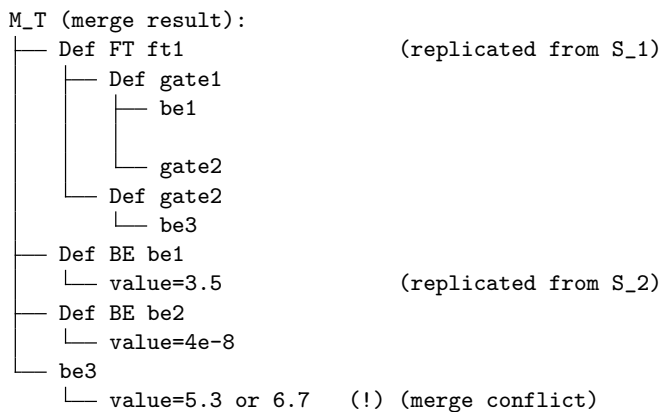 M_T (merge result):
├── Def FT ft1                    (replicated from S_1)
│   ├── Def gate1
│   │   ├── be1
│   │   │
│   │   └── gate2
│   └── Def gate2
│       └── be3
├── Def BE be1
│   └── value=3.5                 (replicated from S_2)
├── Def BE be2
│   └── value=4e-8
└── be3
    └── value=5.3 or 6.7   (!) (merge conflict)